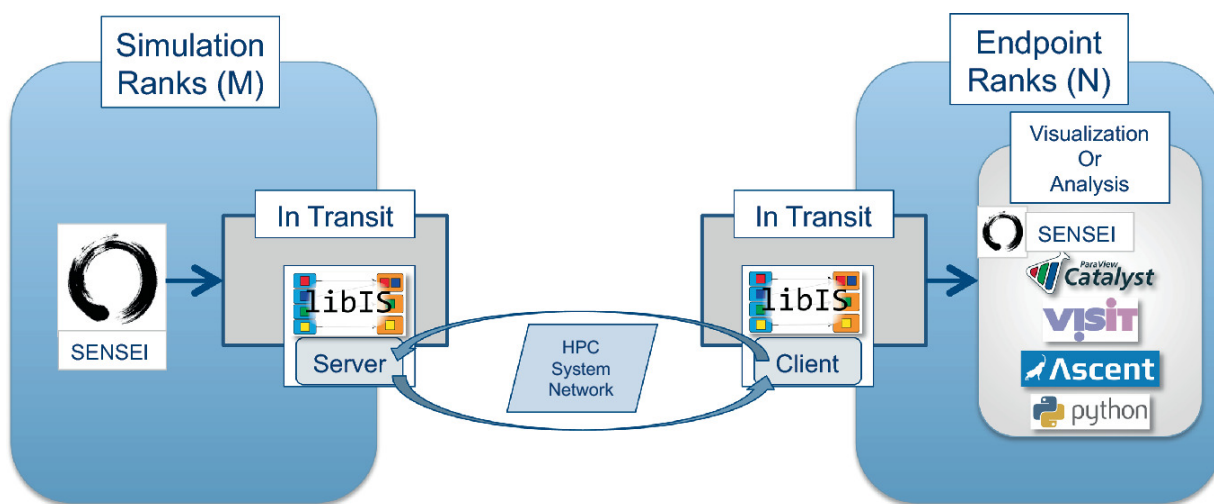 Simulation
Ranks (M)
In Transit
SENSEI
libIS
Server
HPC
System
Network
In Transit
libIS
Client
Endpoint
Ranks (N)
Visualization
Or
Analysis
SENSEI
ParaView
Catalyst
VISIT
Ascent
python